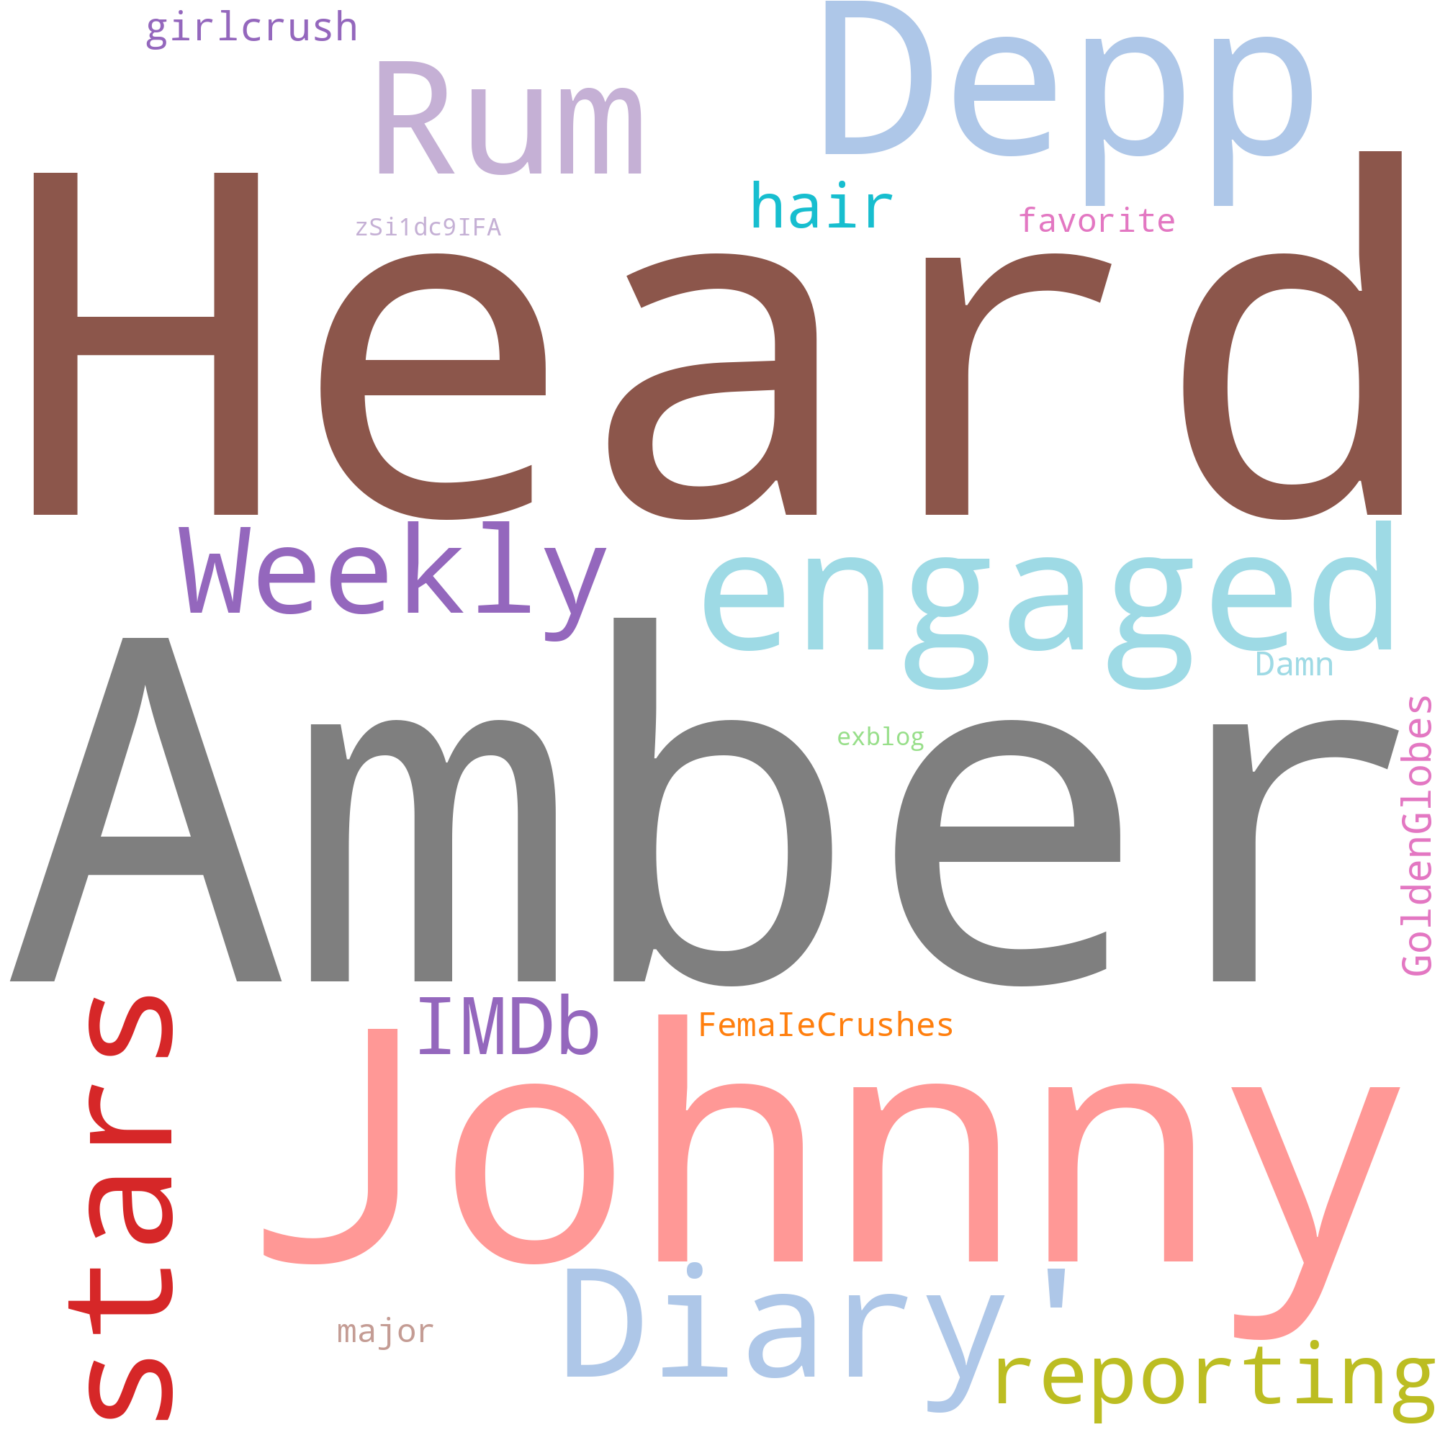 girlcrush
Rum
Depp
hair
zSi1dc9IFA
favorite
Heard
Weekly
engaged
Damn
Amber
exblog
GoldenGlobes
stars
IMDb
FemaIeCrushes
Johnny
Diary'
major
reporting